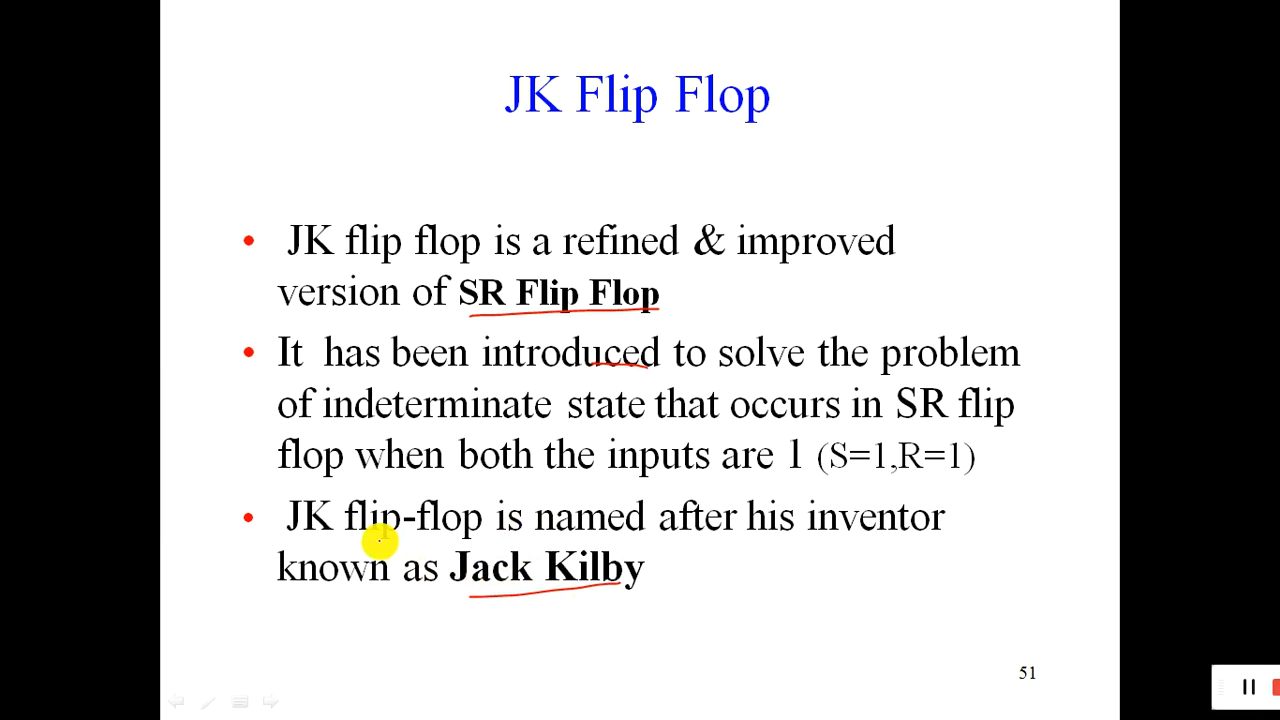 JK Flip Flop
• JK flip flop is a refined & improved
version of SR Flip Flop
• It has been introduced to solve the problem
of indeterminate state that occurs in SR flip
flop when both the inputs are 1 (S=1,R=1)
• JK flip-flop is named after his inventor
known as Jack Kilby
51